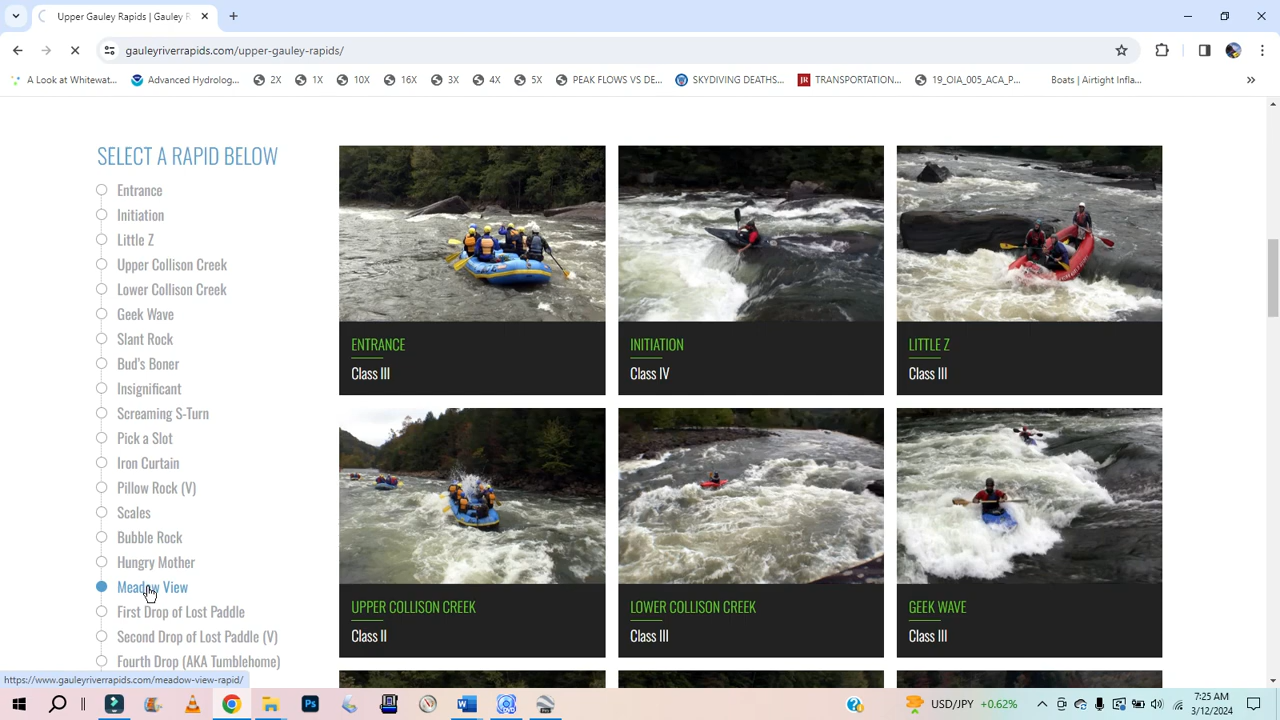 Upper Gauley Rapids | Gauley R
gauleyriverrapids.com/upper-gauley-rapids/
A Look at Whitewat...
Advanced Hydrolog...
2X
1X
10X
16X
3X
4X
5X
PEAK FLOWS VS DE...
SKYDIVING DEATHS...
JR
TRANSPORTATION...
19_OIA_005_ACA_P...
Boats | Airtight Infla...
SELECT A RAPID BELOW
Entrance
Initiation
Little Z
Upper Collison Creek
Lower Collison Creek
Geek Wave
Slant Rock
Bud's Boner
Insignificant
Screaming S-Turn
Pick a Slot
Iron Curtain
Pillow Rock (V)
Scales
Bubble Rock
Hungry Mother
Meadow View
First Drop of Lost Paddle
Second Drop of Lost Paddle (V)
Fourth Drop (AKA Tumblehome)
ENTRANCE
Class III
INITIATION
Class IV
LITTLE Z
Class III
UPPER COLLISON CREEK
Class II
LOWER COLLISON CREEK
Class III
GEEK WAVE
Class III
https://www.gauleyriverrapids.com/meadow-view-rapid/
USD/JPY +0.62%
7:25 AM
3/12/2024